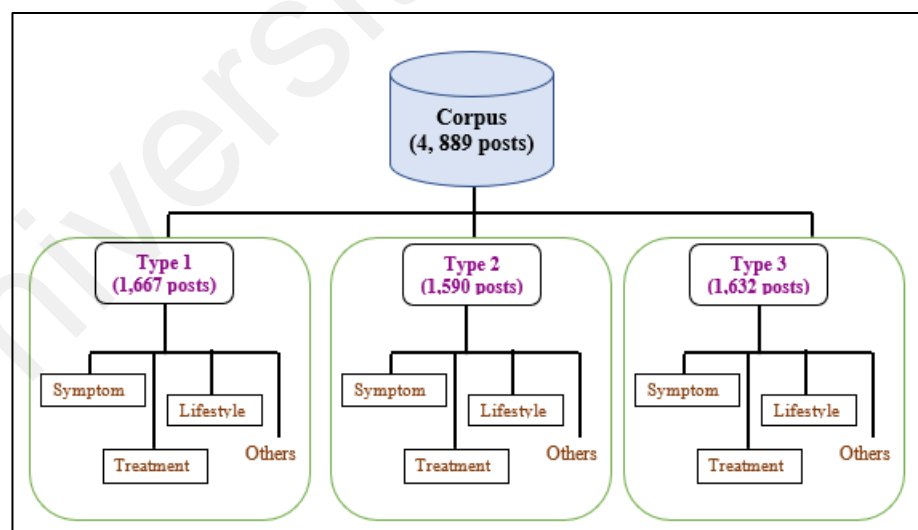 Corpus
(4, 889 posts)
Type 1
(1,667 posts)
Type 2
(1,590 posts)
Type 3
(1,632 posts)
Symptom
Lifestyle
Treatment
Others
Symptom
Lifestyle
Treatment
Others
Symptom
Lifestyle
Treatment
Others